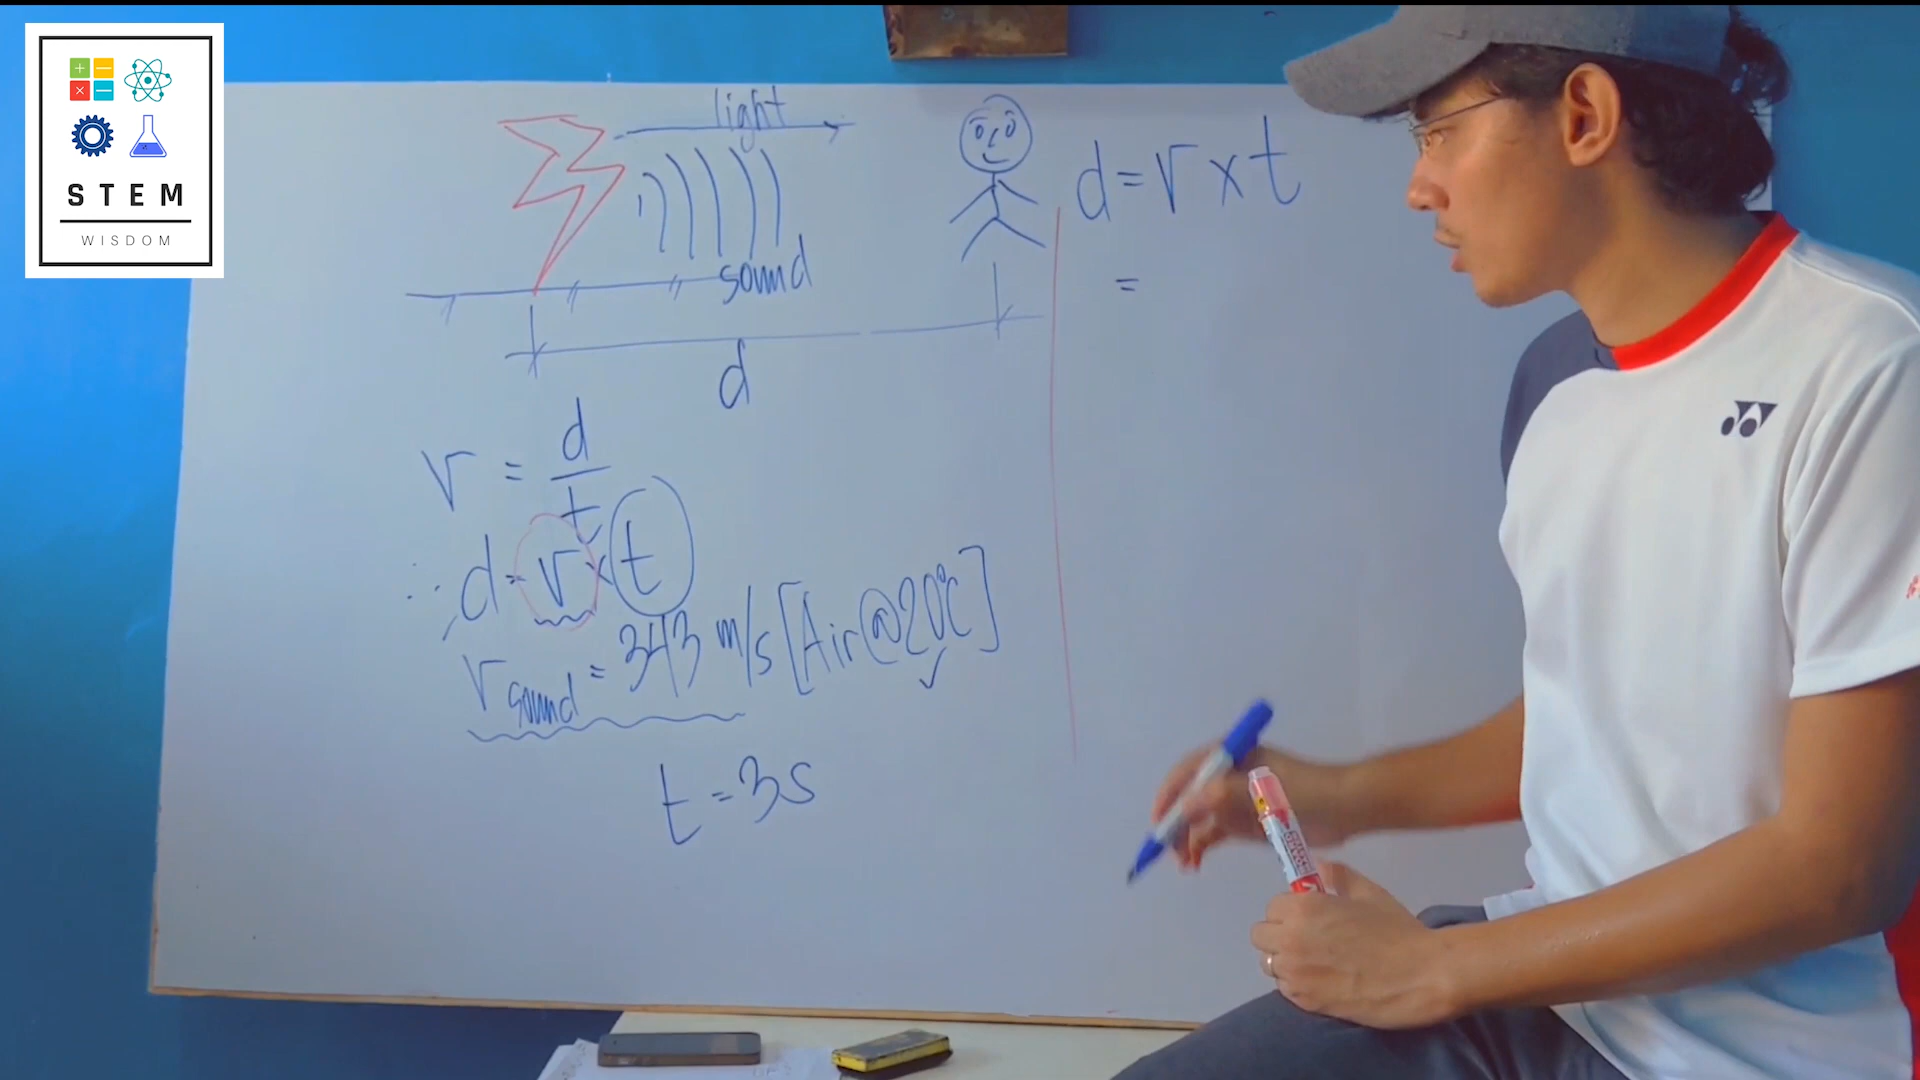 + −
× −
STEM
WISDOM
light
sound
d
v = d/t
∴ d = v × t
v sound = 343 m/s [Air@20°C]
t = 3s
d = v × t
=